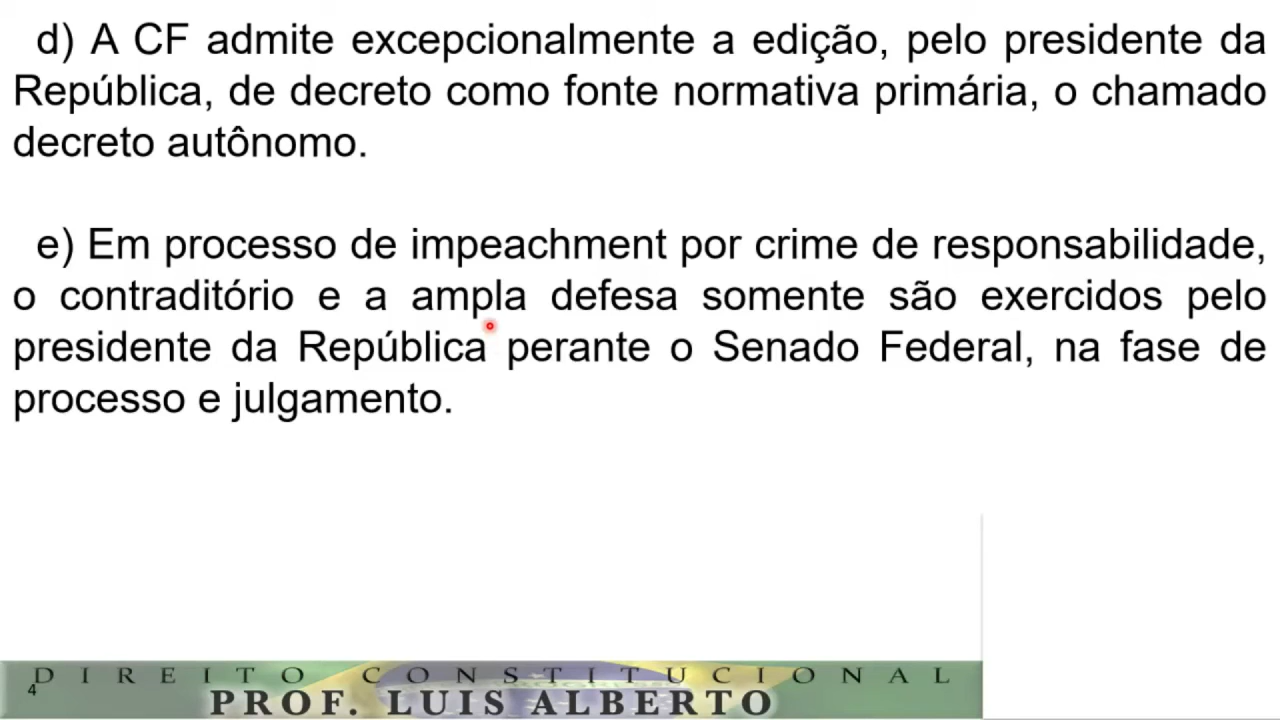 d) A CF admite excepcionalmente a edição, pelo presidente da
República, de decreto como fonte normativa primária, o chamado
decreto autônomo.
e) Em processo de impeachment por crime de responsabilidade,
o contraditório e a ampla defesa somente são exercidos pelo
presidente da República perante o Senado Federal, na fase de
processo e julgamento.
DIREITO CONSTITUCIONAL
4
PROF. LUIS ALBERTO